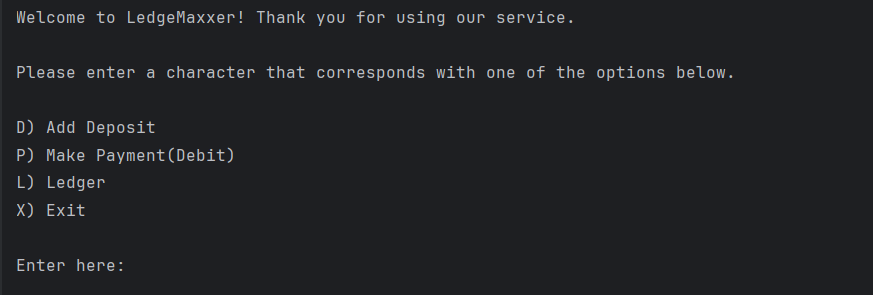 Welcome to LedgeMaxxer! Thank you for using our service.
Please enter a character that corresponds with one of the options below.
D) Add Deposit
P) Make Payment(Debit)
L) Ledger
X) Exit
Enter here: